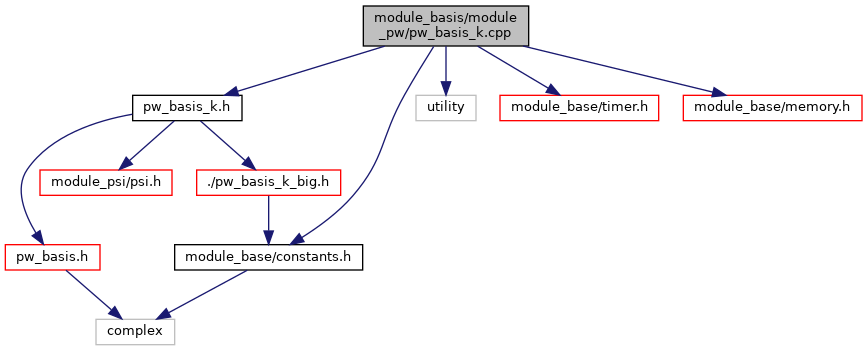 module_basis/module
_pw/pw_basis_k.cpp
pw_basis_k.h
utility
module_base/timer.h
module_base/memory.h
module_psi/psi.h
./pw_basis_k_big.h
pw_basis.h
module_base/constants.h
complex